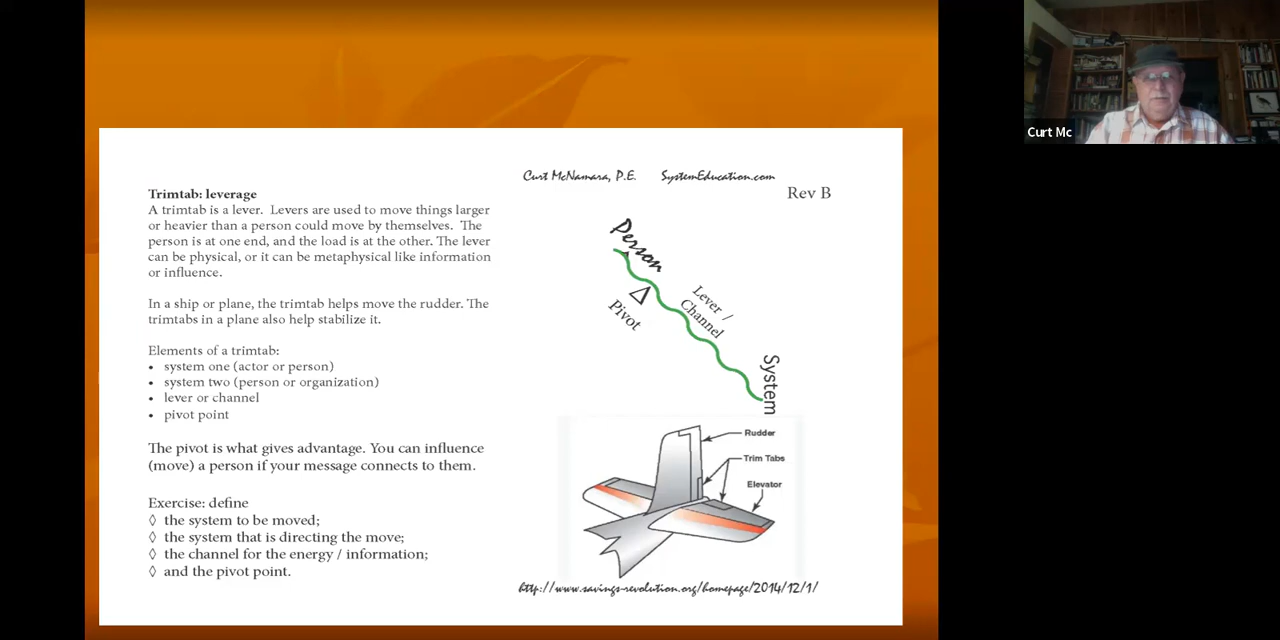 Curt Mc
Curt McNamara, P.E. SystemEducation.com
Rev B
Trimtab: leverage
A trimtab is a lever. Levers are used to move things larger
or heavier than a person could move by themselves. The
person is at one end, and the load is at the other. The lever
can be physical, or it can be metaphysical like information
or influence.
In a ship or plane, the trimtab helps move the rudder. The
trimtabs in a plane also help stabilize it.
Elements of a trimtab:
• system one (actor or person)
• system two (person or organization)
• lever or channel
• pivot point
The pivot is what gives advantage. You can influence
(move) a person if your message connects to them.
Exercise: define
◊ the system to be moved;
◊ the system that is directing the move;
◊ the channel for the energy / information;
◊ and the pivot point.
Person
Pivot
Lever /
Channel
System
Rudder
Trim Tabs
Elevator
http://www.savings-revolution.org/homepage/2014/12/1/